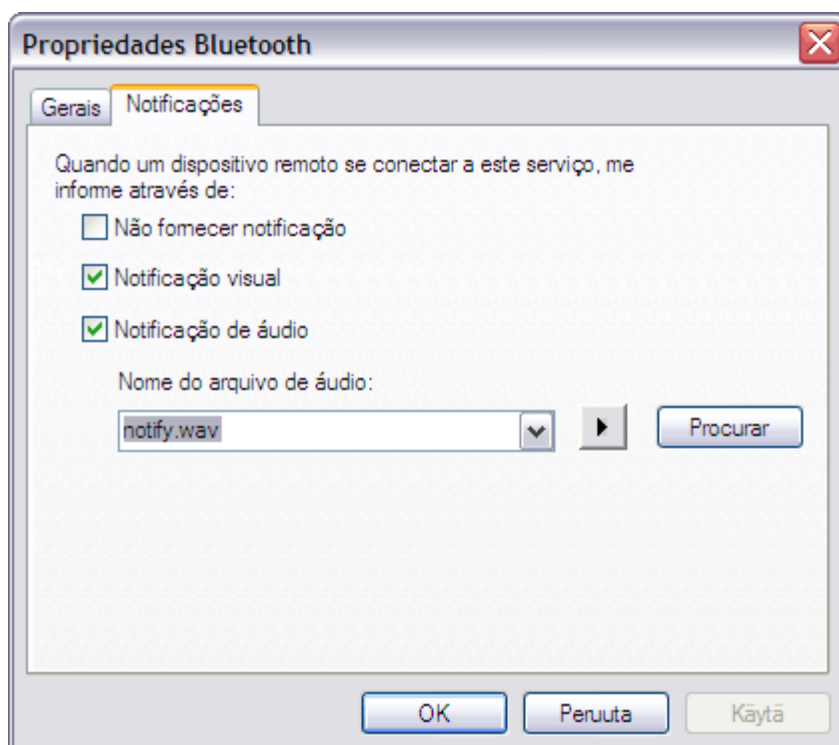 Propriedades Bluetooth
Gerais
Notificações
Quando um dispositivo remoto se conectar a este serviço, me
informe através de:
Não fornecer notificação
Notificação visual
Notificação de áudio
Nome do arquivo de áudio:
notify.wav
Procurar
OK
Peruuta
Käytä